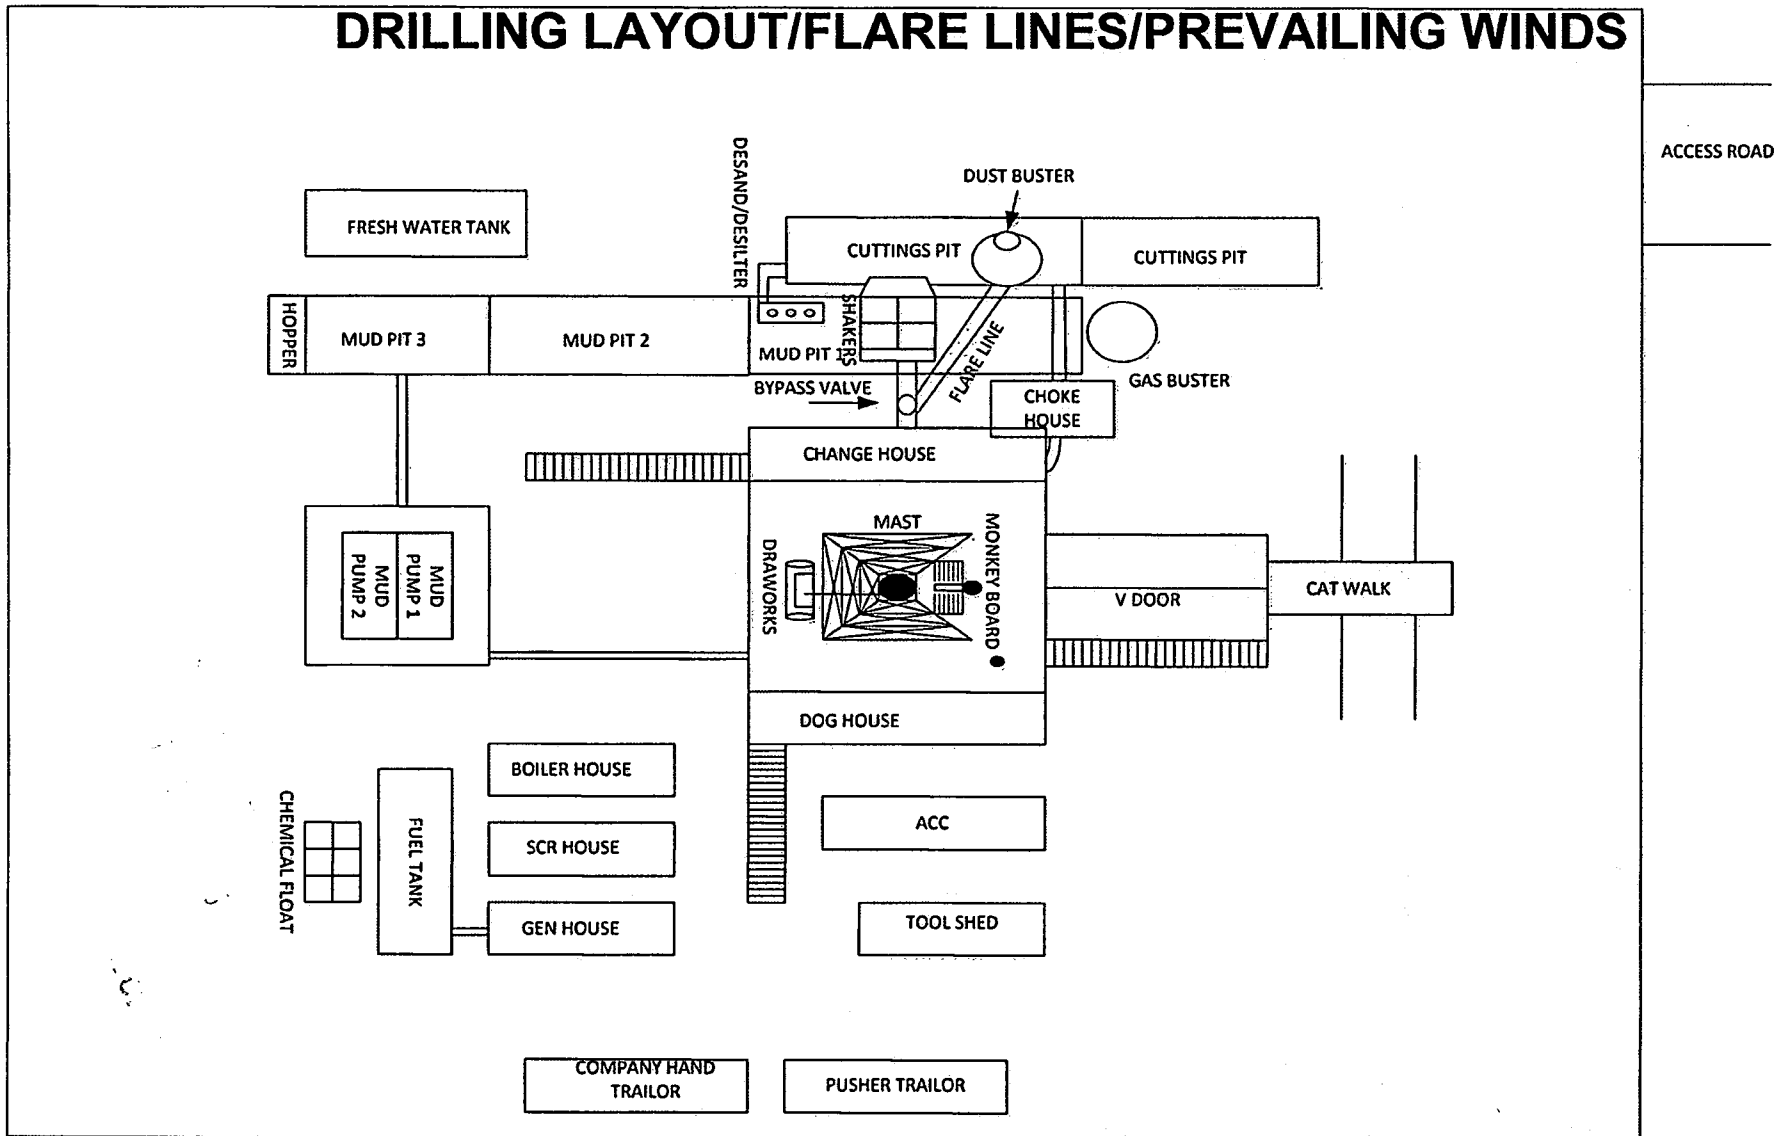 DRILLING LAYOUT/FLARE LINES/PREVAILING WINDS
ACCESS ROAD
DESAND/DESILTER
DUST BUSTER
FRESH WATER TANK
CUTTINGS PIT
CUTTINGS PIT
HOPPER
MUD PIT 3
MUD PIT 2
MUD PIT 1
SHAKERS
FLARE LINE
GAS BUSTER
BYPASS VALVE
CHOKE
HOUSE
CHANGE HOUSE
MAST
MONKEY BOARD
DRAWORKS
MUD
PUMP 1
MUD
PUMP 2
V DOOR
CAT WALK
DOG HOUSE
BOILER HOUSE
CHEMICAL FLOAT
FUEL TANK
SCR HOUSE
ACC
GEN HOUSE
TOOL SHED
COMPANY HAND
TRAILOR
PUSHER TRAILOR